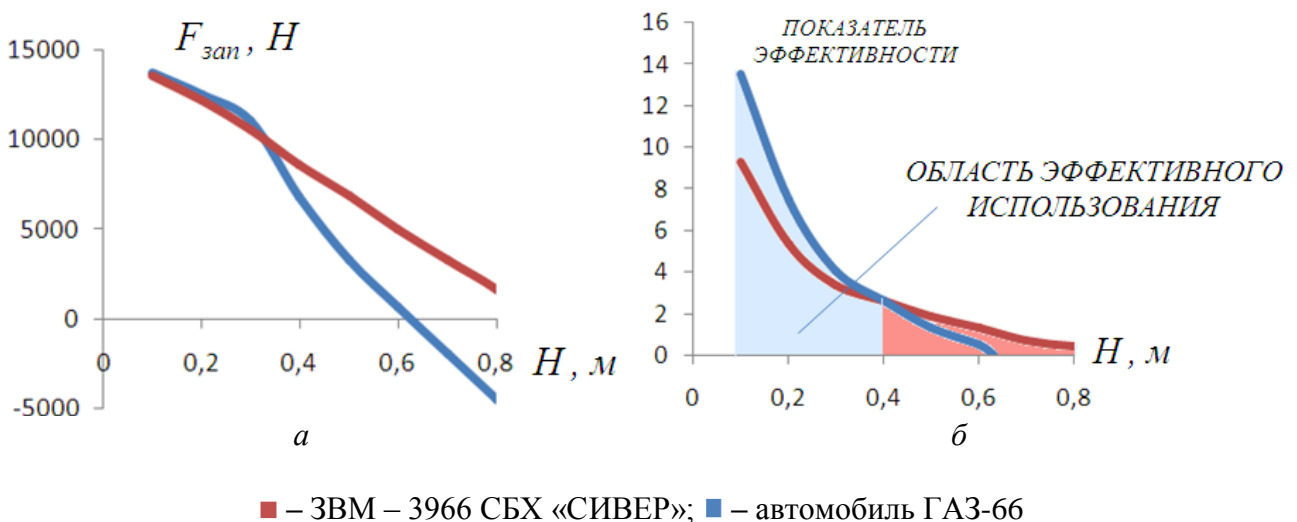 F зап, Н
15000
10000
5000
0
-5000
0
0,2
0,4
0,6
0,8
Н, м
а
16
14
12
10
8
6
4
2
0
ПОКАЗАТЕЛЬ
ЭФФЕКТИВНОСТИ
ОБЛАСТЬ ЭФФЕКТИВНОГО
ИСПОЛЬЗОВАНИЯ
0
0,2
0,4
0,6
0,8
Н, м
б
– ЗВМ – 3966 СБХ «СИВЕР»; – автомобиль ГАЗ-66